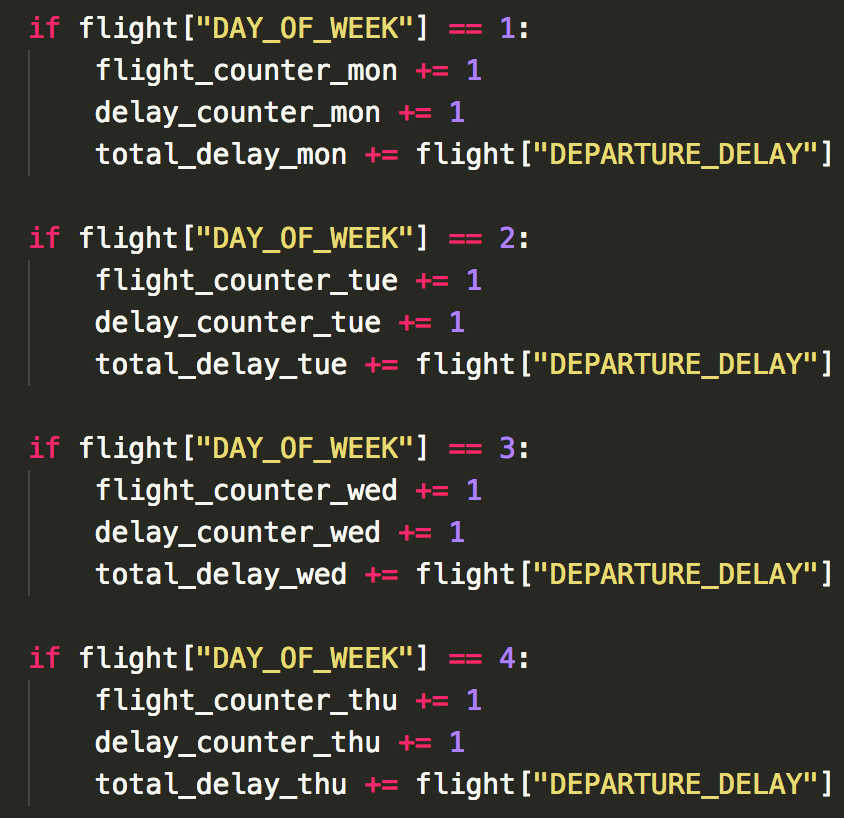 if flight["DAY_OF_WEEK"] == 1:
    flight_counter_mon += 1
    delay_counter_mon += 1
    total_delay_mon += flight["DEPARTURE_DELAY"]

if flight["DAY_OF_WEEK"] == 2:
    flight_counter_tue += 1
    delay_counter_tue += 1
    total_delay_tue += flight["DEPARTURE_DELAY"]

if flight["DAY_OF_WEEK"] == 3:
    flight_counter_wed += 1
    delay_counter_wed += 1
    total_delay_wed += flight["DEPARTURE_DELAY"]

if flight["DAY_OF_WEEK"] == 4:
    flight_counter_thu += 1
    delay_counter_thu += 1
    total_delay_thu += flight["DEPARTURE_DELAY"]